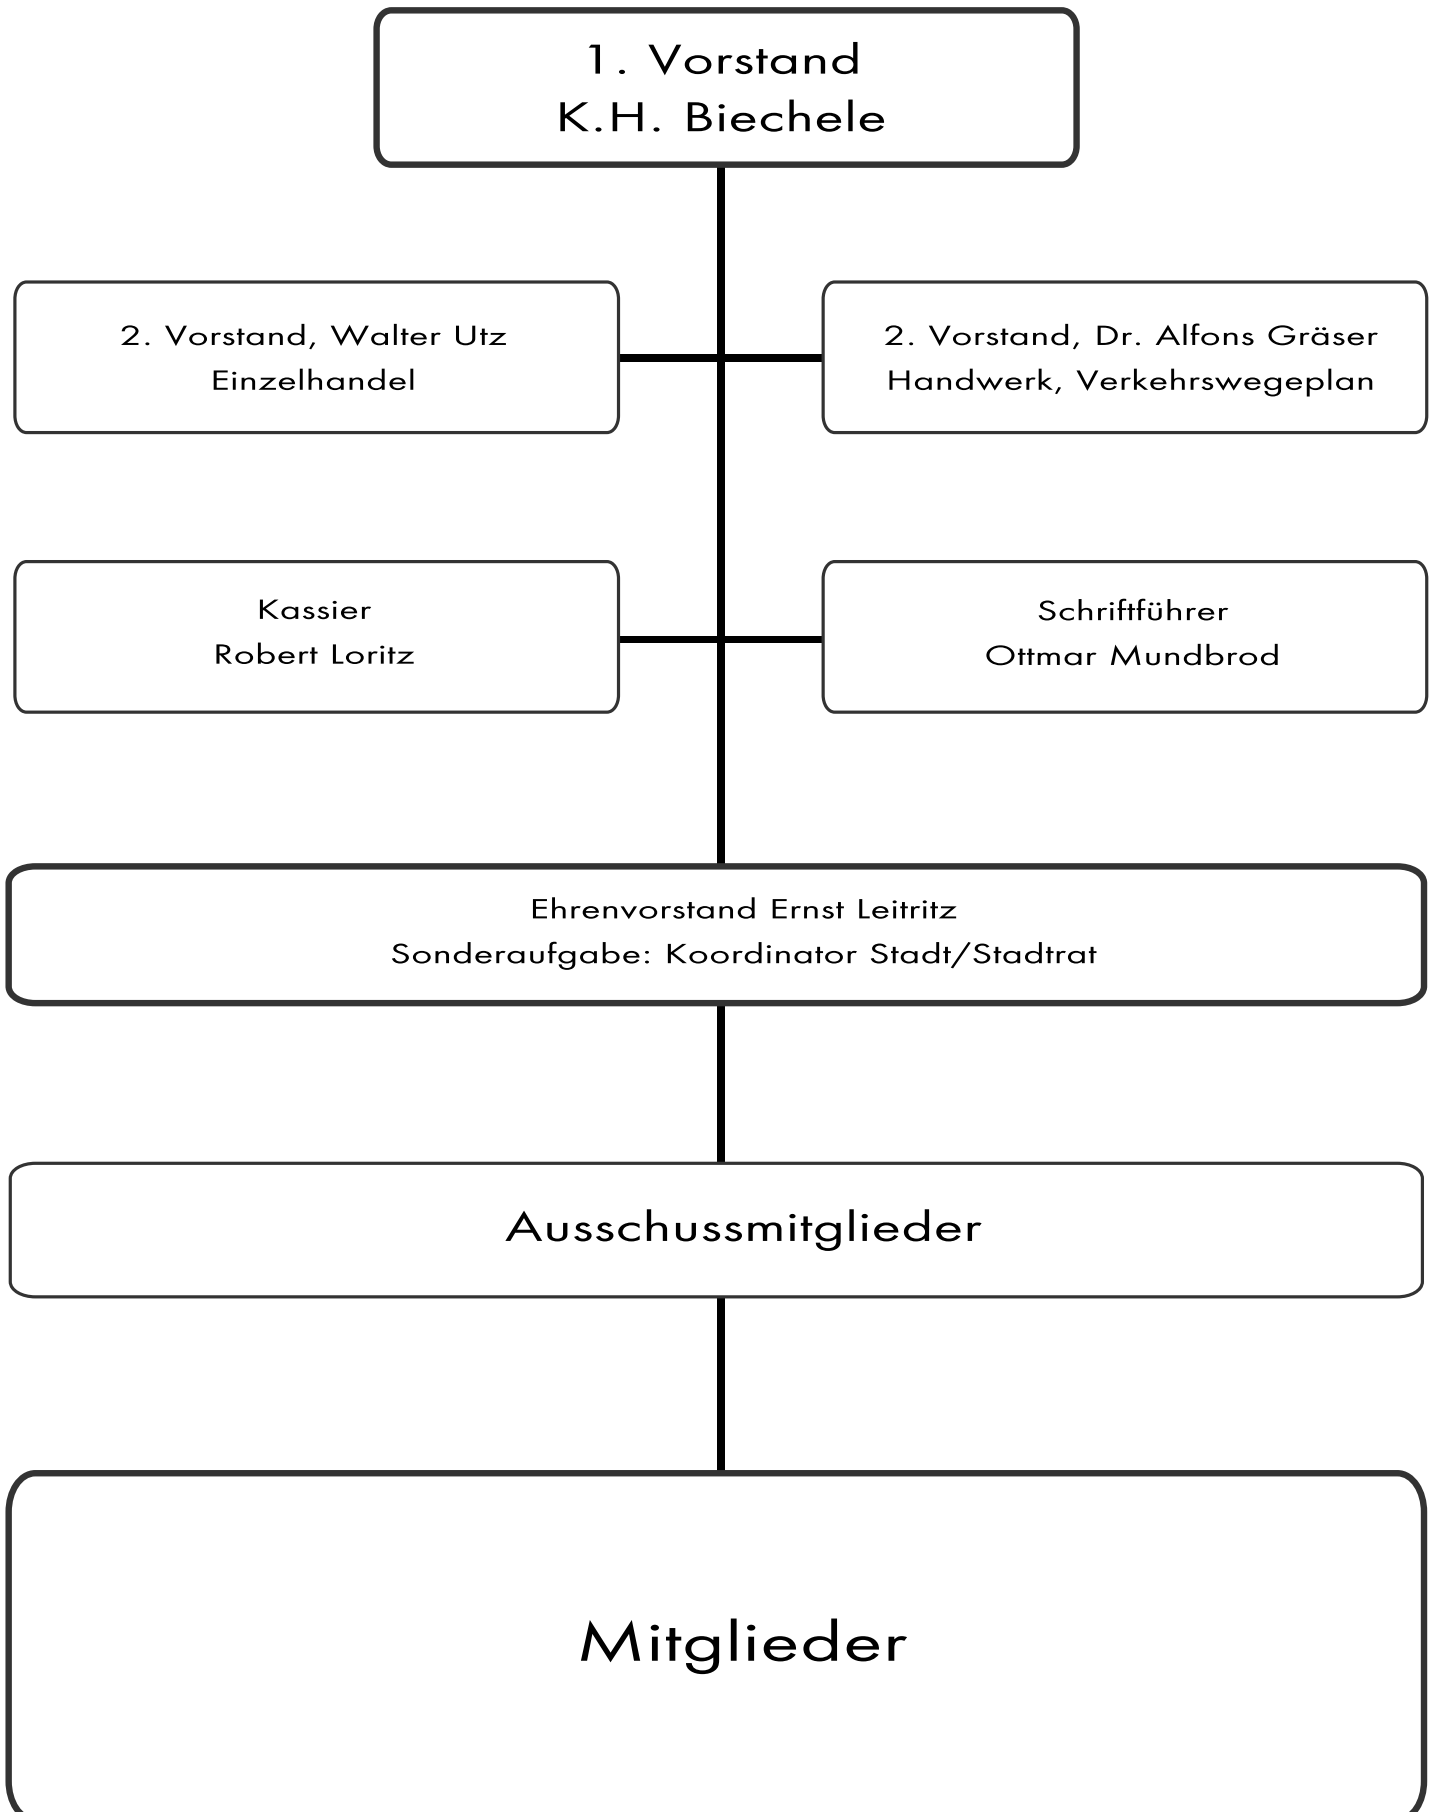 1. Vorstand
K.H. Biechele
2. Vorstand, Walter Utz
Einzelhandel
2. Vorstand, Dr. Alfons Gräser
Handwerk, Verkehrswegeplan
Kassier
Robert Loritz
Schriftführer
Ottmar Mundbrod
Ehrenvorstand Ernst Leitritz
Sonderaufgabe: Koordinator Stadt/Stadtrat
Ausschussmitglieder
Mitglieder